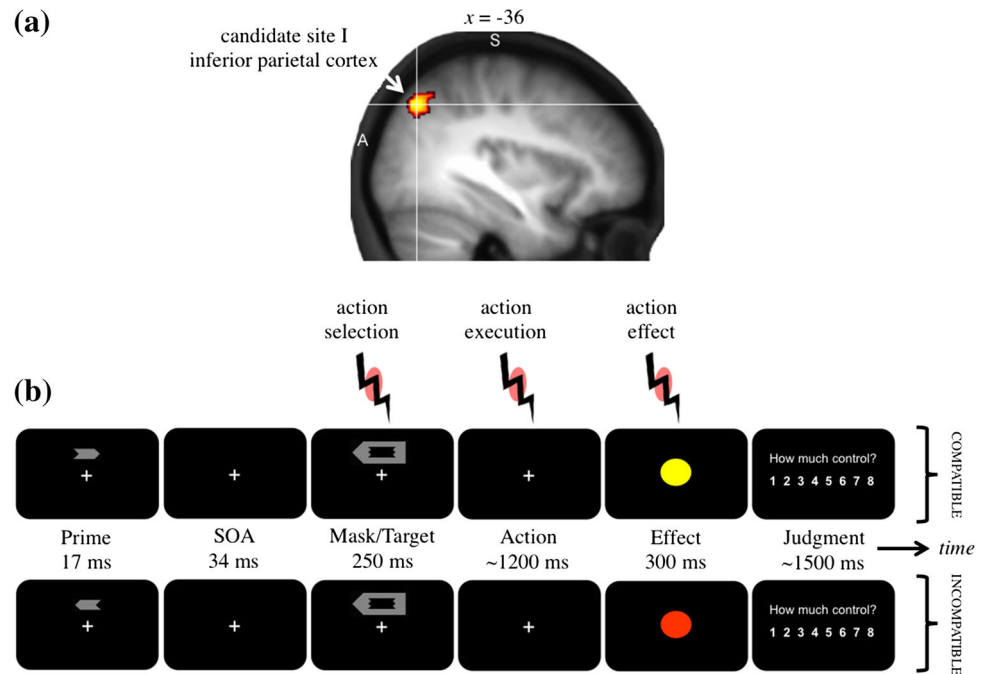 (a)
x = -36
candidate site I
inferior parietal cortex
S
A
action
selection
action
execution
action
effect
(b)
How much control?
1 2 3 4 5 6 7 8
COMPATIBLE
Prime
17 ms
SOA
34 ms
Mask/Target
250 ms
Action
~1200 ms
Effect
300 ms
Judgment
~1500 ms
time
How much control?
1 2 3 4 5 6 7 8
INCOMPATIBLE